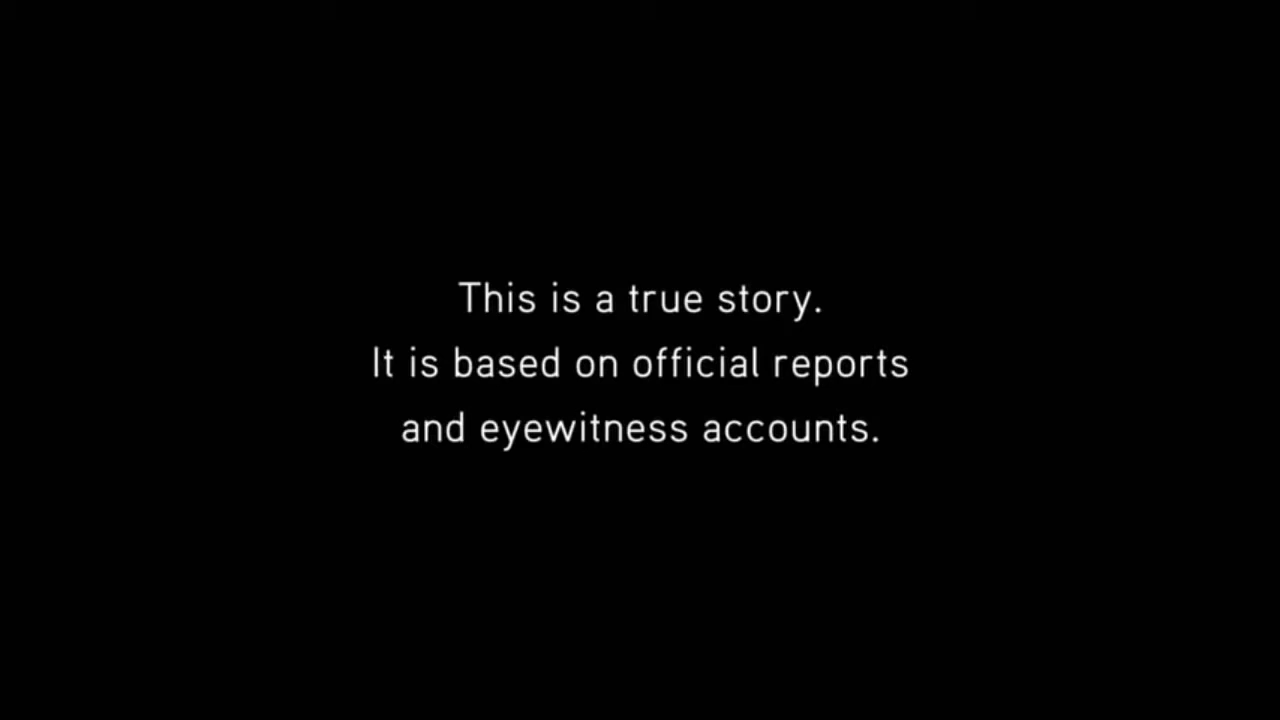 This is a true story.
It is based on official reports
and eyewitness accounts.